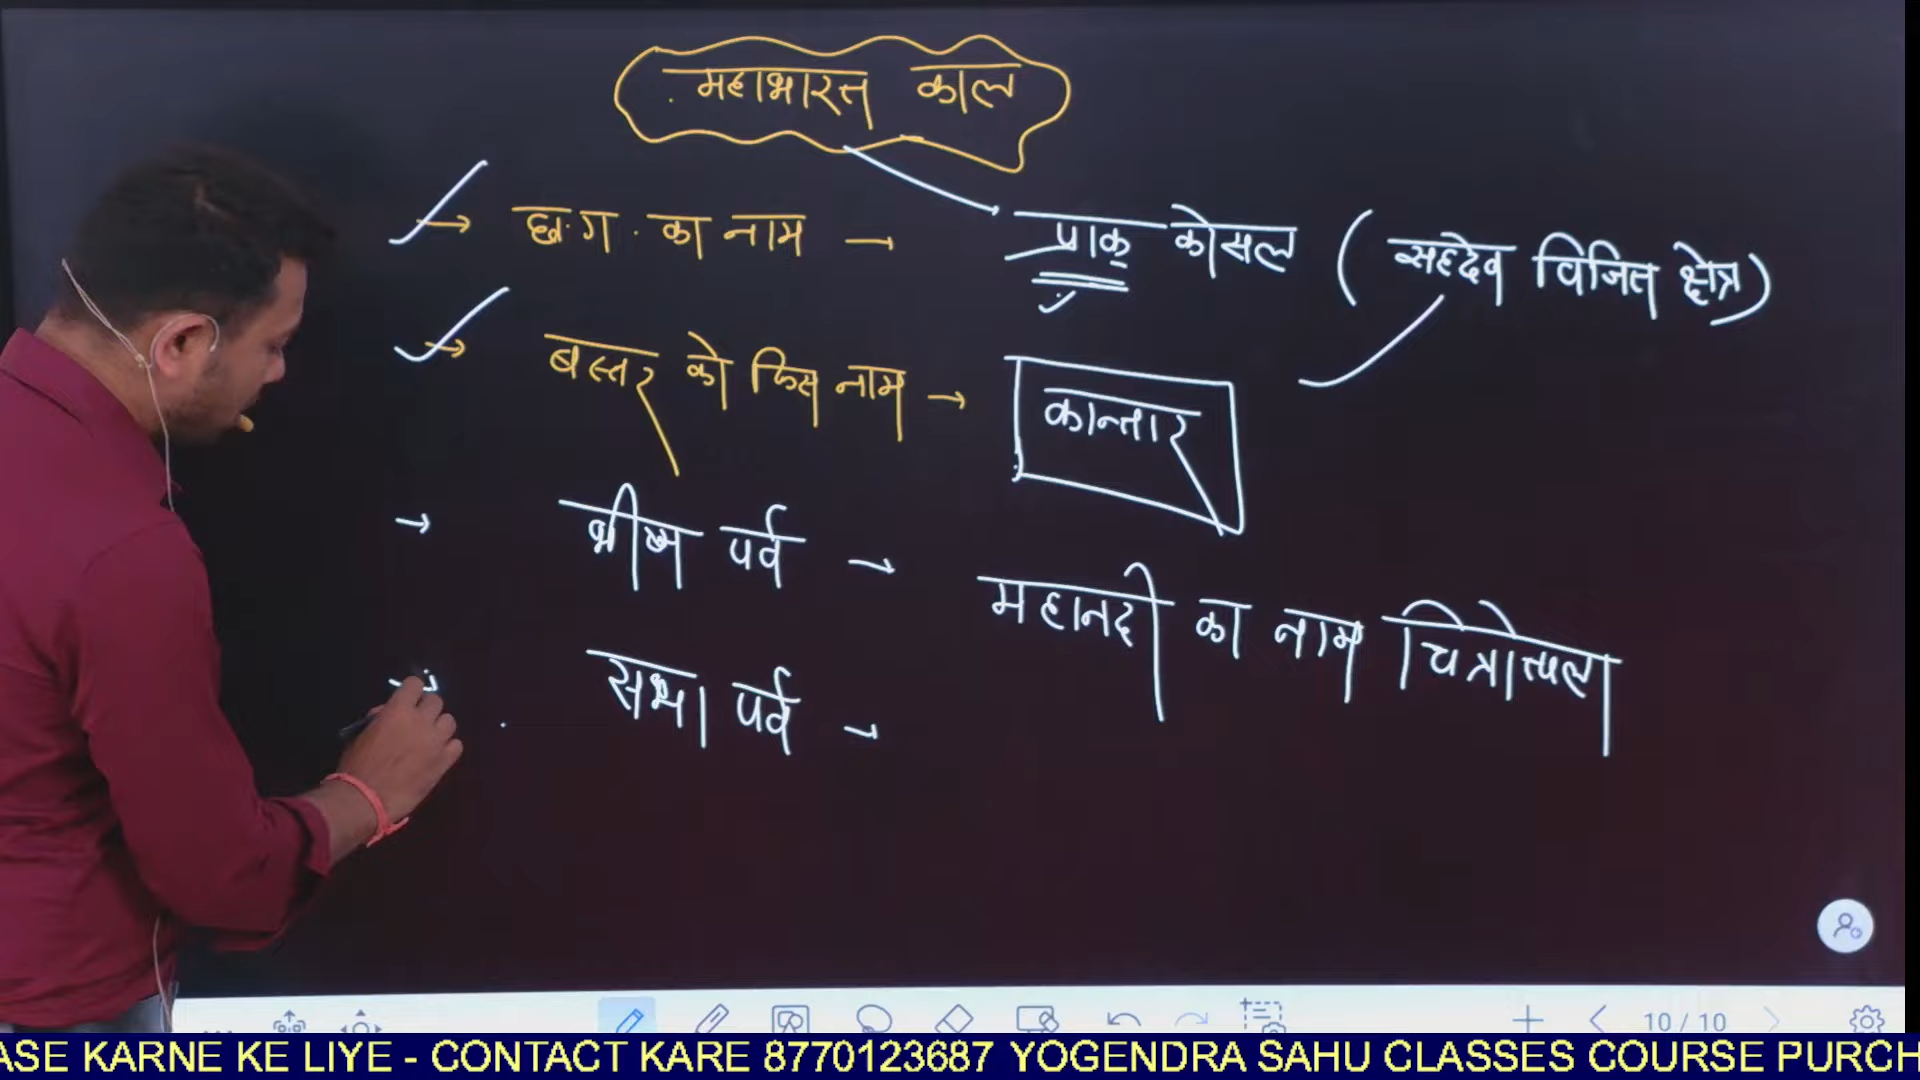 महाभारत काल
→ छ.ग. का नाम → प्राक् कोसल ( सहदेव विजित क्षेत्र )
→ बस्तर को किस नाम → कान्तार
→ भीष्म पर्व → महानदी का नाम चित्रोत्पला
→ सभा पर्व →
10 / 10
ASE KARNE KE LIYE - CONTACT KARE 8770123687 YOGENDRA SAHU CLASSES COURSE PURCH